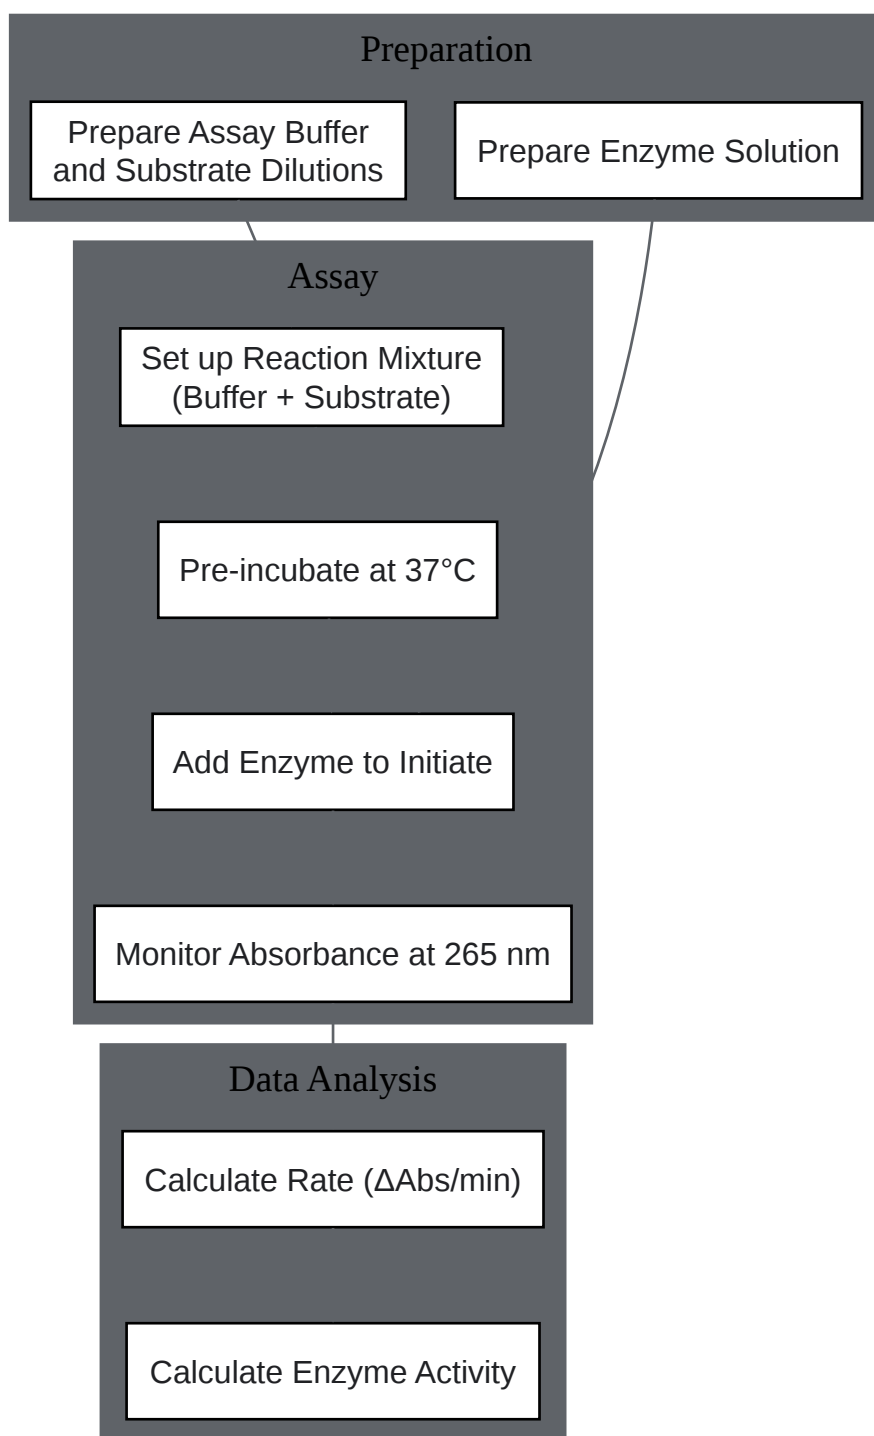 Preparation
Prepare Assay Buffer
and Substrate Dilutions
Prepare Enzyme Solution
Assay
Set up Reaction Mixture
(Buffer + Substrate)
Pre-incubate at 37°C
Add Enzyme to Initiate
Monitor Absorbance at 265 nm
Data Analysis
Calculate Rate (ΔAbs/min)
Calculate Enzyme Activity